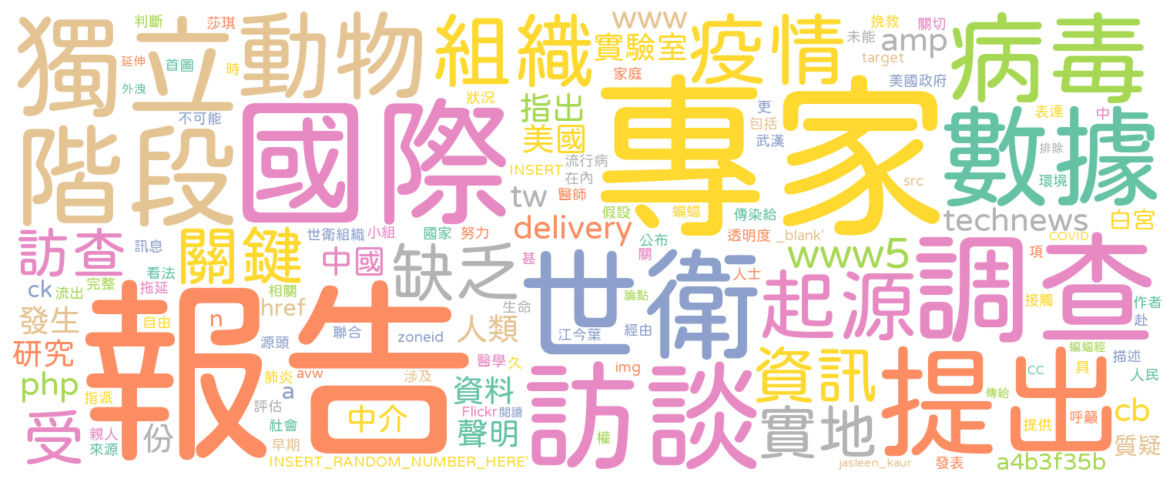 獨立
動物
組織
www
實驗室
疫情
挽救
關切
未能
amp
target
病毒
判斷
莎琪
延伸
首圖
時
外洩
不可能
狀況
家庭
美國政府
階段
國際
指出
美國
專家
更
包括
武漢
表達
中
排除
環境
數據
INSERT
流行病
在內
tw
醫師
src
technews
白宮
假設
蝙蝠
傳染給
訪查
訊息
關鍵
世衛組織
小組
國家
努力
delivery
公布
透明度
_blank'
COVID
看法
完整
拖延
中國
缺乏
甚
關
www5
項
ck
流出
相關
世衛
人士
起源
調查
接觸
作者
赴
發生
自由
href
生命
論點
n
人類
研究
報告
源頭
聯合
zoneid
江今葉
經由
蝙蝠經
描述
php
指派
肺炎
avw
涉及
醫學
久
img
資訊
提出
cc
具
人民
a
資料
訪談
傳給
評估
中介
Flickr
閱讀
實地
cb
受
親人
來源
份
社會
早期
聲明
權
提供
呼籲
質疑
INSERT_RANDOM_NUMBER_HERE'
jasleen_kaur
發表
a4b3f35b